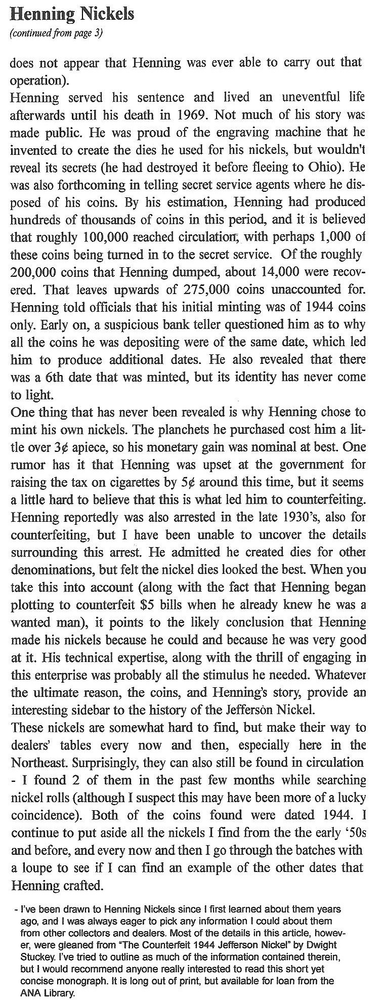 Henning Nickels
(continued from page 3)
does not appear that Henning was ever able to carry out that
operation).
Henning served his sentence and lived an uneventful life
afterwards until his death in 1969. Not much of his story was
made public. He was proud of the engraving machine that he
invented to create the dies he used for his nickels, but wouldn't
reveal its secrets (he had destroyed it before fleeing to Ohio). He
was also forthcoming in telling secret service agents where he dis-
posed of his coins. By his estimation, Henning had produced
hundreds of thousands of coins in this period, and it is believed
that roughly 100,000 reached circulation, with perhaps 1,000 of
these coins being turned in to the secret service. Of the roughly
200,000 coins that Henning dumped, about 14,000 were recov-
ered. That leaves upwards of 275,000 coins unaccounted for.
Henning told officials that his initial minting was of 1944 coins
only. Early on, a suspicious bank teller questioned him as to why
all the coins he was depositing were of the same date, which led
him to produce additional dates. He also revealed that there
was a 6th date that was minted, but its identity has never come
to light.
One thing that has never been revealed is why Henning chose to
mint his own nickels. The planchets he purchased cost him a lit-
tle over 3¢ apiece, so his monetary gain was nominal at best. One
rumor has it that Henning was upset at the government for
raising the tax on cigarettes by 5¢ around this time, but it seems
a little hard to believe that this is what led him to counterfeiting.
Henning reportedly was also arrested in the late 1930's, also for
counterfeiting, but I have been unable to uncover the details
surrounding this arrest. He admitted he created dies for other
denominations, but felt the nickel dies looked the best. When you
take this into account (along with the fact that Henning began
plotting to counterfeit $5 bills when he already knew he was a
wanted man), it points to the likely conclusion that Henning
made his nickels because he could and because he was very good
at it. His technical expertise, along with the thrill of engaging in
this enterprise was probably all the stimulus he needed. Whatever
the ultimate reason, the coins, and Henning's story, provide an
interesting sidebar to the history of the Jefferson Nickel.
These nickels are somewhat hard to find, but make their way to
dealers' tables every now and then, especially here in the
Northeast. Surprisingly, they can also still be found in circulation
- I found 2 of them in the past few months while searching
nickel rolls (although I suspect this may have been more of a lucky
coincidence). Both of the coins found were dated 1944. I
continue to put aside all the nickels I find from the the early '50s
and before, and every now and then I go through the batches with
a loupe to see if I can find an example of the other dates that
Henning crafted.
- I've been drawn to Henning Nickels since I first learned about them years
ago, and I was always eager to pick any information I could about them
from other collectors and dealers. Most of the details in this article, howev-
er, were gleaned from "The Counterfeit 1944 Jefferson Nickel" by Dwight
Stuckey. I've tried to outline as much of the information contained therein,
but I would recommend anyone really interested to read this short yet
concise monograph. It is long out of print, but available for loan from the
ANA Library.